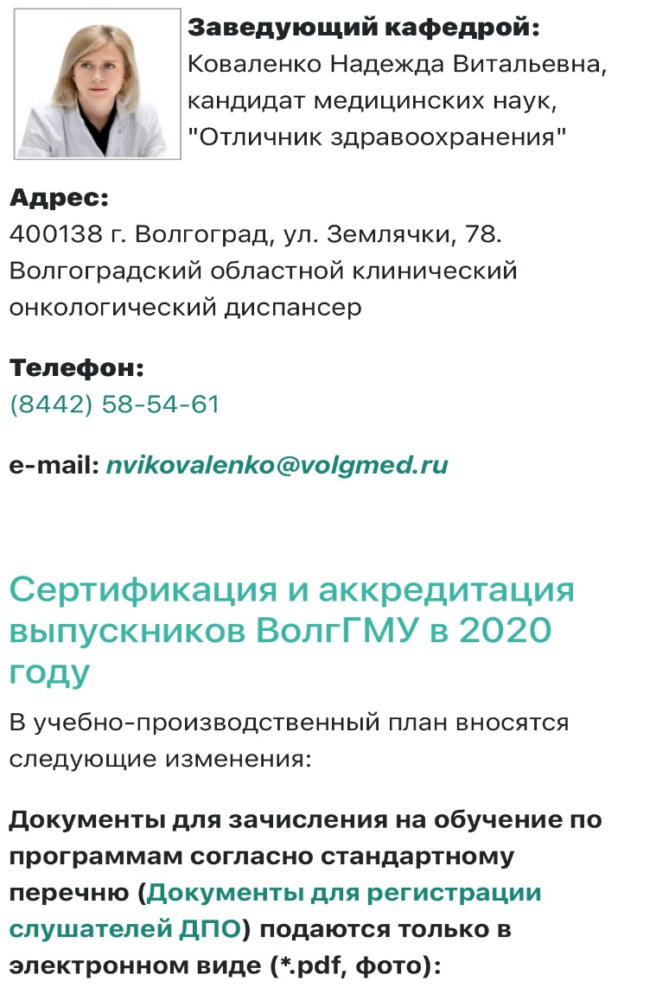 Заведующий кафедрой:
Коваленко Надежда Витальевна,
кандидат медицинских наук,
"Отличник здравоохранения"
Адрес:
400138 г. Волгоград, ул. Землячки, 78.
Волгоградский областной клинический
онкологический диспансер
Телефон:
(8442) 58-54-61
e-mail: nvikovalenko@volgmed.ru
Сертификация и аккредитация
выпускников ВолгГМУ в 2020
году
В учебно-производственный план вносятся
следующие изменения:
Документы для зачисления на обучение по
программам согласно стандартному
перечню (Документы для регистрации
слушателей ДПО) подаются только в
электронном виде (*.pdf, фото):